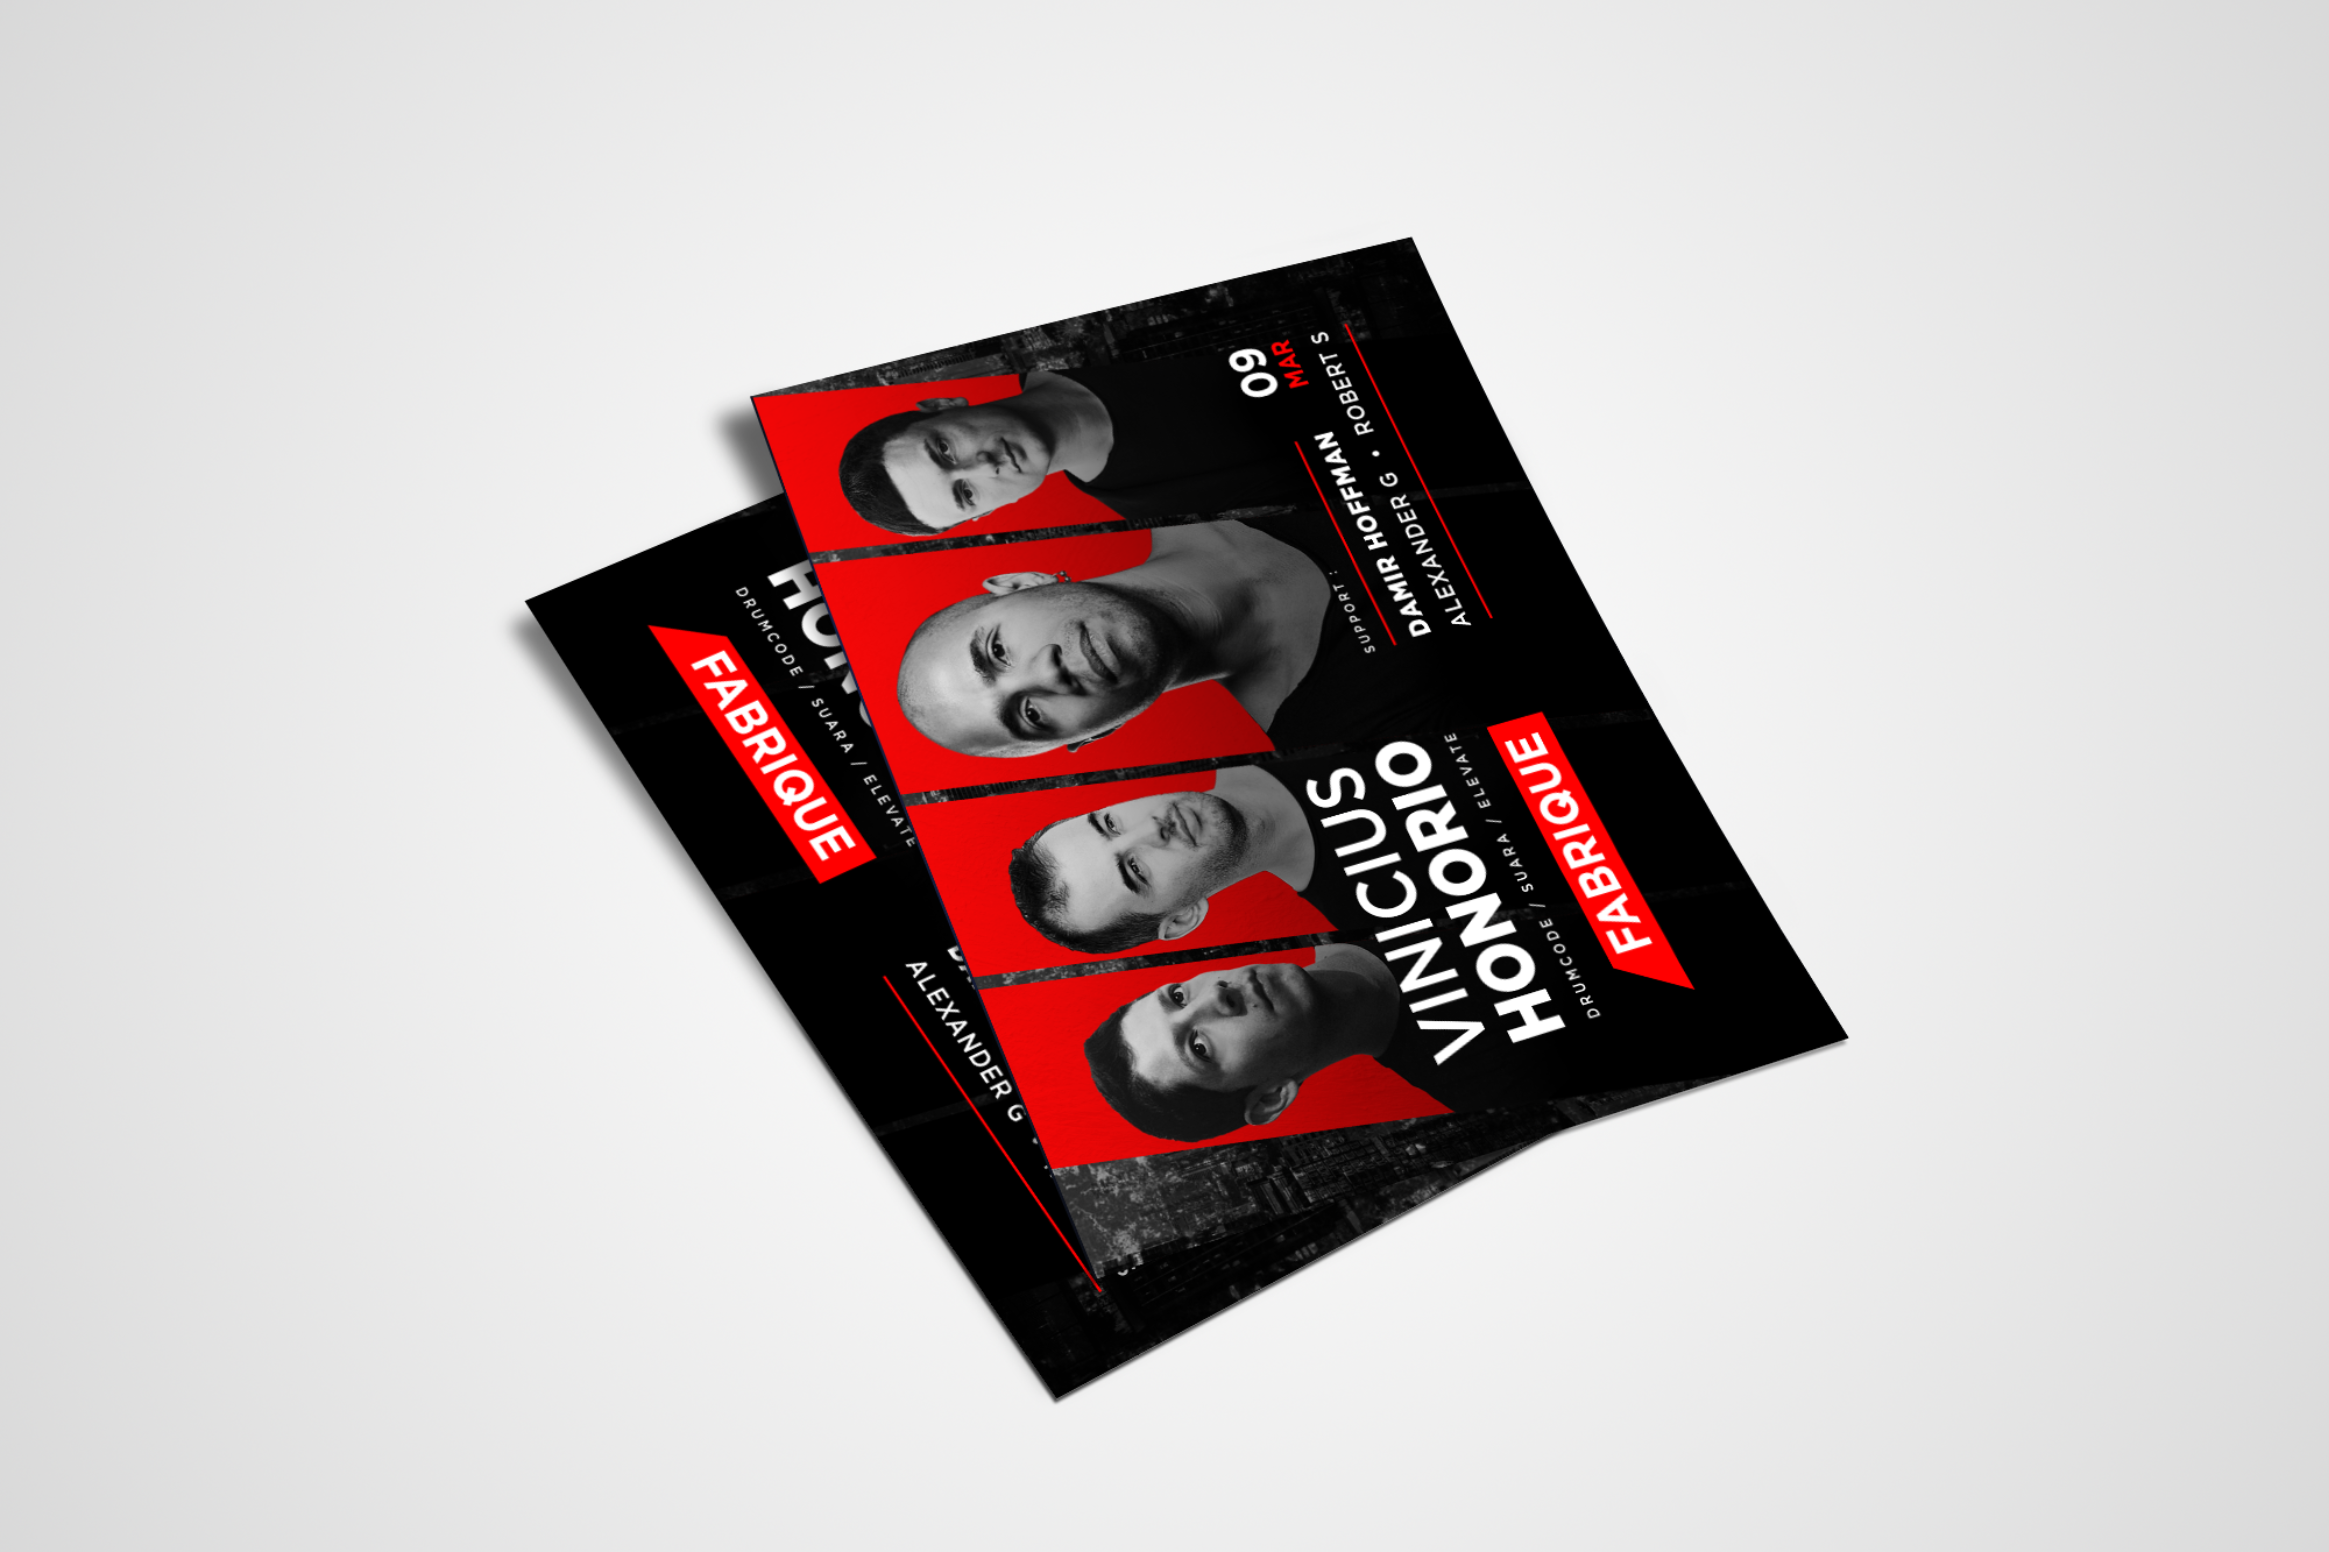 VINICIUS
HONORIO
DRUMCODE / SUARA / ELEVATE
FABRIQUE
09
MAR
SUPPORT :
DAMIR HOFFMAN
ALEXANDER G • ROBERT S
DRUMCODE / SUARA / ELEVATE
FABRIQUE
ALEXANDER G